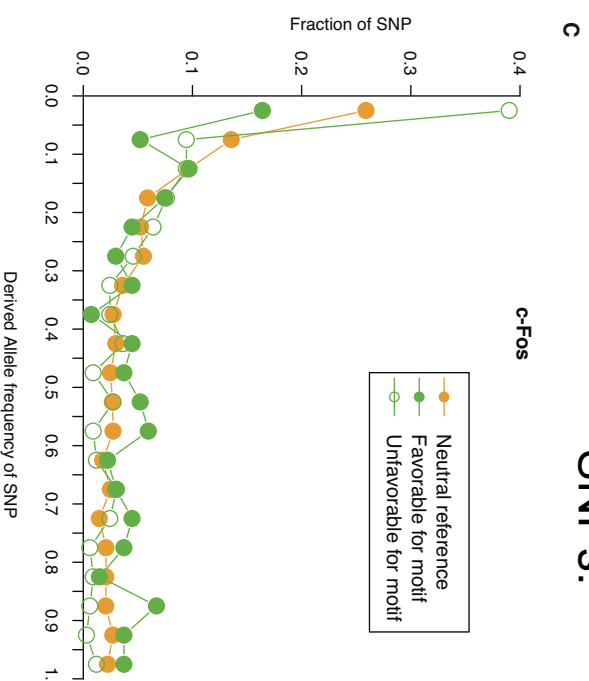 C
c-Fos
Fraction of SNP
0.4
0.3
0.2
0.1
0.0
Neutral reference
Favorable for motif
Unfavorable for motif
0.0 0.1 0.2 0.3 0.4 0.5 0.6 0.7 0.8 0.9 1.
Derived Allele frequency of SNP